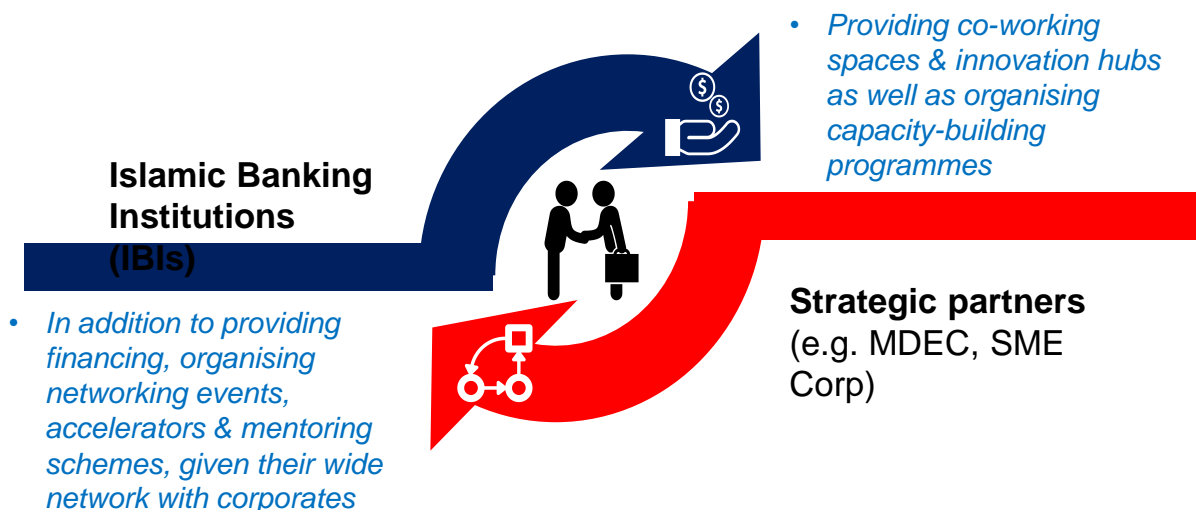 Islamic Banking
Institutions
(IBIs)
• In addition to providing
financing, organising
networking events,
accelerators & mentoring
schemes, given their wide
network with corporates
$
$
• Providing co-working
spaces & innovation hubs
as well as organising
capacity-building
programmes
Strategic partners
(e.g. MDEC, SME
Corp)